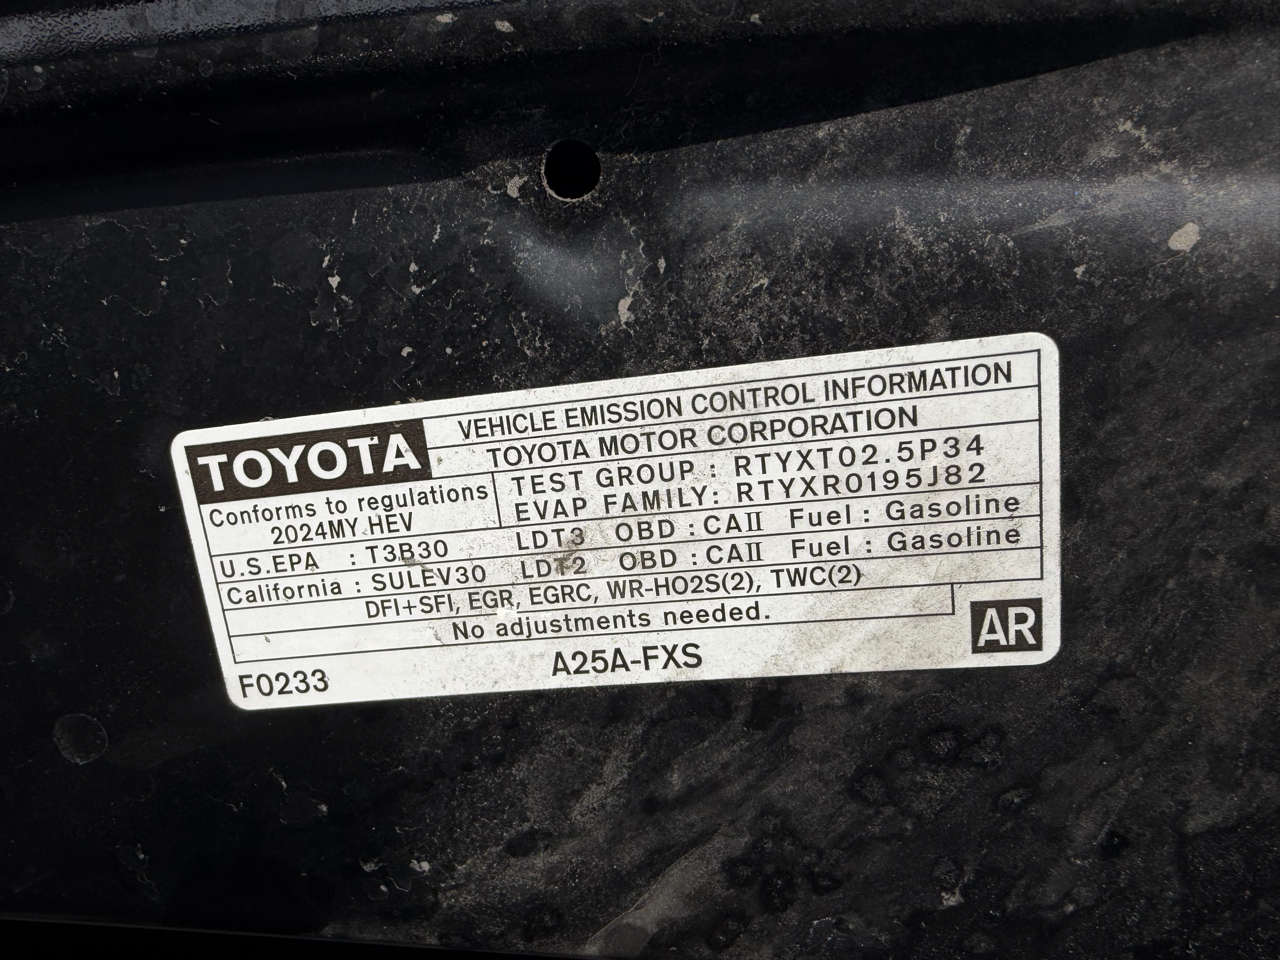 TOYOTA
VEHICLE EMISSION CONTROL INFORMATION
TOYOTA MOTOR CORPORATION
Conforms to regulations
2024MY HEV
TEST GROUP : RTYXT02.5P34
EVAP FAMILY: RTYXR0195J82
U.S.EPA : T3B30 LDT3 OBD : CAII Fuel : Gasoline
California : SULEV30 LDT2 OBD : CAII Fuel : Gasoline
DFI+SFI, EGR, EGRC, WR-HO2S(2), TWC(2)
No adjustments needed.
F0233
A25A-FXS
AR